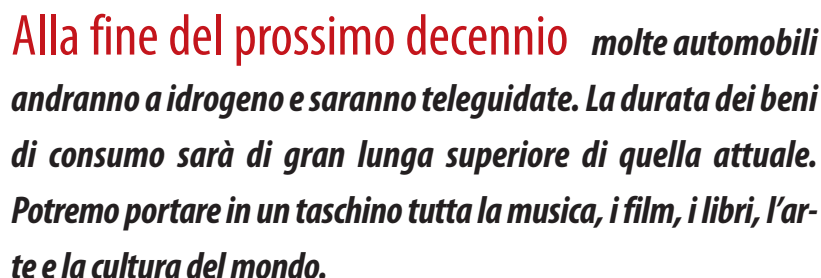 Alla fine del prossimo decennio molte automobili
andranno a idrogeno e saranno teleguidate. La durata dei beni
di consumo sarà di gran lunga superiore di quella attuale.
Potremo portare in un taschino tutta la musica, i film, i libri, l’ar-
te e la cultura del mondo.